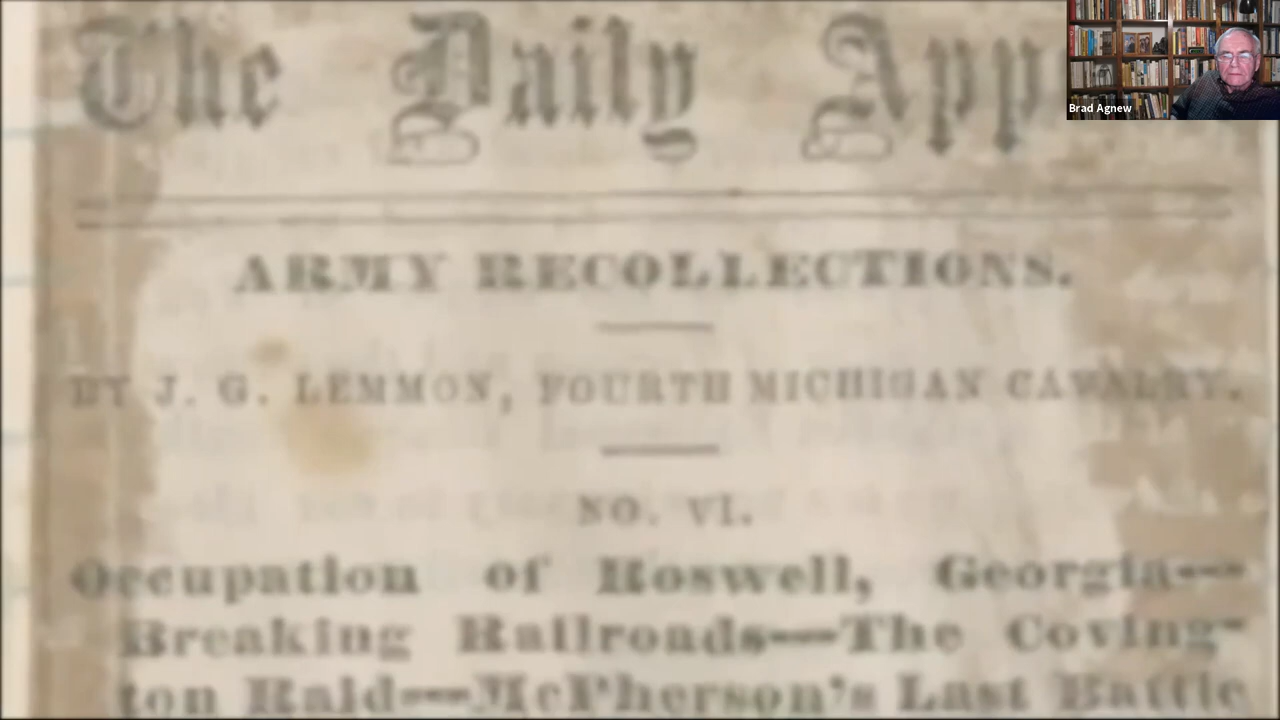 The Daily App
Brad Agnew
ARMY RECOLLECTIONS.
BY J. G. LEMMON, FOURTH MICHIGAN CAVALRY.
NO. VI.
Occupation of Roswell, Georgia—
Breaking Railroads—The Coving-
ton Raid—McPherson's Last Battle